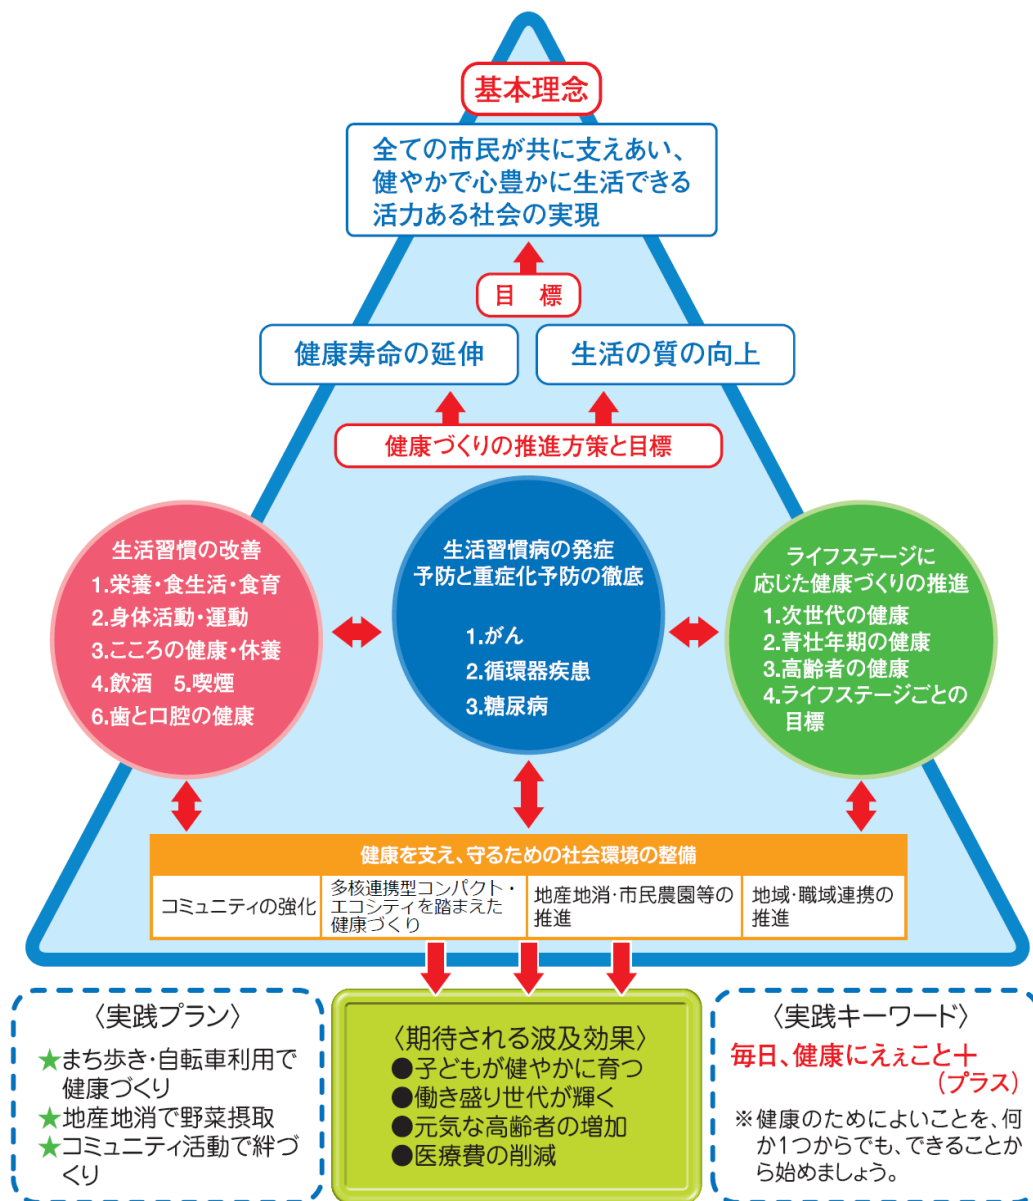 基本理念
全ての市民が共に支えあい、
健やかで心豊かに生活できる
活力ある社会の実現
目　標
健康寿命の延伸
生活の質の向上
健康づくりの推進方策と目標
生活習慣の改善
1.栄養・食生活・食育
2.身体活動・運動
3.こころの健康・休養
4.飲酒　5.喫煙
6.歯と口腔の健康
生活習慣病の発症
予防と重症化予防の徹底
1.がん
2.循環器疾患
3.糖尿病
ライフステージに
応じた健康づくりの推進
1.次世代の健康
2.青壮年期の健康
3.高齢者の健康
4.ライフステージごとの
目標
健康を支え、守るための社会環境の整備
コミュニティの強化
多核連携型コンパクト・
エコシティを踏まえた
健康づくり
地産地消・市民農園等の
推進
地域・職域連携の
推進
〈実践プラン〉
★まち歩き・自転車利用で
健康づくり
★地産地消で野菜摂取
★コミュニティ活動で絆づ
くり
〈期待される波及効果〉
●子どもが健やかに育つ
●働き盛り世代が輝く
●元気な高齢者の増加
●医療費の削減
〈実践キーワード〉
毎日、健康にえぇこと＋
(プラス)
※健康のためによいことを、何
か1つからでも、できることか
ら始めましょう。